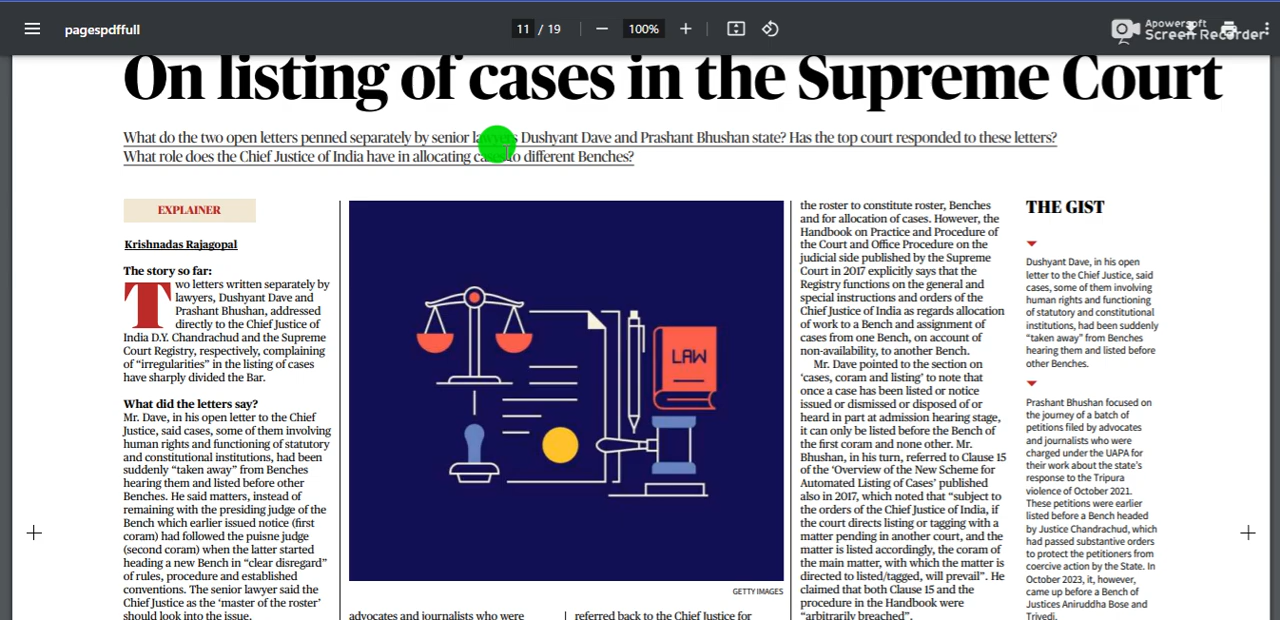 pagespdffull
11 / 19
100%
Apowersoft
Screen Recorder
On listing of cases in the Supreme Court
What do the two open letters penned separately by senior lawyers Dushyant Dave and Prashant Bhushan state? Has the top court responded to these letters?
What role does the Chief Justice of India have in allocating cases to different Benches?
EXPLAINER
Krishnadas Rajagopal
The story so far:
Two letters written separately by
lawyers, Dushyant Dave and
Prashant Bhushan, addressed
directly to the Chief Justice of
India D.Y. Chandrachud and the Supreme
Court Registry, respectively, complaining
of “irregularities” in the listing of cases
have sharply divided the Bar.
What did the letters say?
Mr. Dave, in his open letter to the Chief
Justice, said cases, some of them involving
human rights and functioning of statutory
and constitutional institutions, had been
suddenly “taken away” from Benches
hearing them and listed before other
Benches. He said matters, instead of
remaining with the presiding judge of the
Bench which earlier issued notice (first
coram) had followed the puisne judge
(second coram) when the latter started
heading a new Bench in “clear disregard”
of rules, procedure and established
conventions. The senior lawyer said the
Chief Justice as the ‘master of the roster’
should look into the issue.
LAW
GETTY IMAGES
advocates and journalists who were
referred back to the Chief Justice for
the roster to constitute roster, Benches
and for allocation of cases. However, the
Handbook on Practice and Procedure of
the Court and Office Procedure on the
judicial side published by the Supreme
Court in 2017 explicitly says that the
Registry functions on the general and
special instructions and orders of the
Chief Justice of India as regards allocation
of work to a Bench and assignment of
cases from one Bench, on account of
non-availability, to another Bench.
Mr. Dave pointed to the section on
‘cases, coram and listing’ to note that
once a case has been listed or notice
issued or dismissed or disposed of or
heard in part at admission hearing stage,
it can only be listed before the Bench of
the first coram and none other. Mr.
Bhushan, in his turn, referred to Clause 15
of the ‘Overview of the New Scheme for
Automated Listing of Cases’ published
also in 2017, which noted that “subject to
the orders of the Chief Justice of India, if
the court directs listing or tagging with a
matter pending in another court, and the
matter is listed accordingly, the coram of
the main matter, with which the matter is
directed to listed/tagged, will prevail”. He
claimed that both Clause 15 and the
procedure in the Handbook were
“arbitrarily breached”.
THE GIST
Dushyant Dave, in his open
letter to the Chief Justice, said
cases, some of them involving
human rights and functioning
of statutory and constitutional
institutions, had been suddenly
“taken away” from Benches
hearing them and listed before
other Benches.
Prashant Bhushan focused on
the journey of a batch of
petitions filed by advocates
and journalists who were
charged under the UAPA for
their work about the state’s
response to the Tripura
violence of October 2021.
These petitions were earlier
listed before a Bench headed
by Justice Chandrachud, which
had passed substantive orders
to protect the petitioners from
coercive action by the State. In
October 2023, it, however,
came up before a Bench of
Justices Aniruddha Bose and
Trivedi.